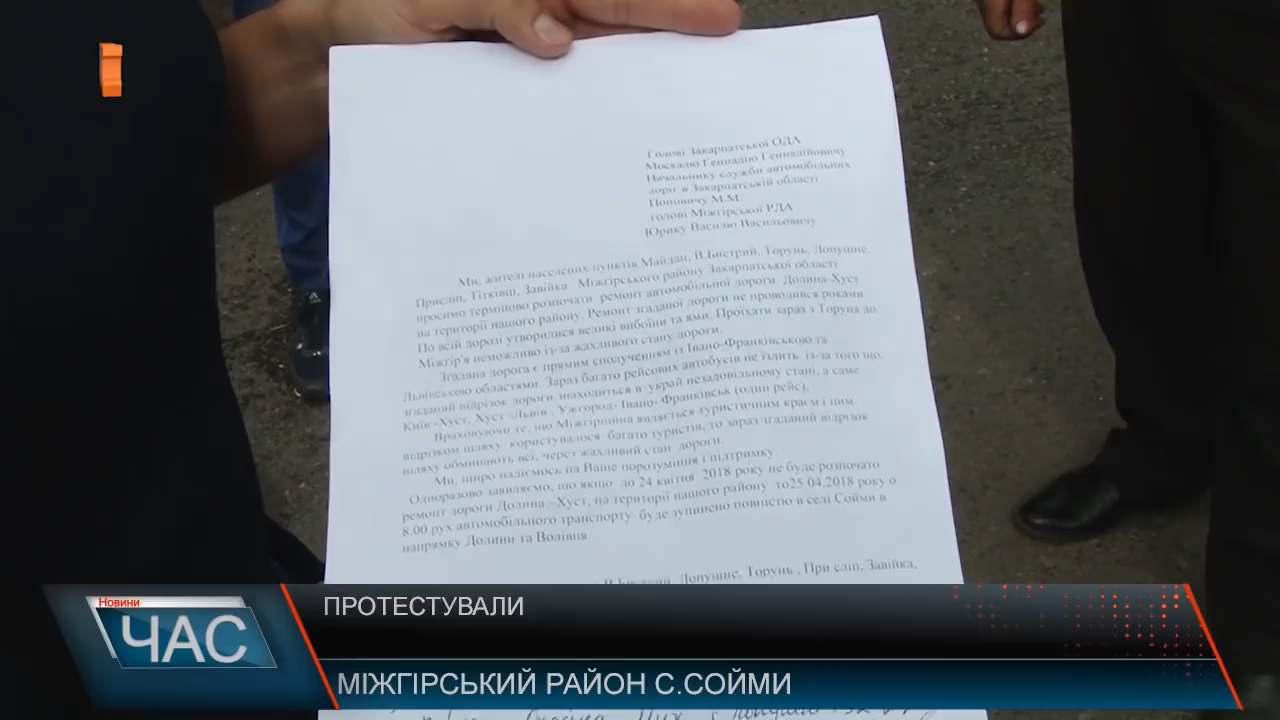 Голові Закарпатської ОДА
Москалю Геннадію Геннадійовичу
Начальнику служби автомобільних
доріг в Закарпатській області
Поповичу М.М.
голові Міжгірської РДА
Юрику Василю Васильовичу
Ми, жителі населених пунктів Майдан, В.Бистрий, Торунь, Лопушне,
Присліп, Тітківці, Завійка Міжгірського району Закарпатської області
просимо терміново розпочати ремонт автомобільної дороги Долина-Хуст
на території нашого району. Ремонт згаданої дороги не проводився роками
По всій дорозі утворилися великі вибоїни та ями. Проїхати зараз з Торуня до
Міжгір'я неможливо із-за жахливого стану дороги.
Згадана дорога є прямим сполученням із Івано-Франківською та
Львівською областями. Зараз багато рейсових автобусів не їздить із-за того що,
згаданий відрізок дороги знаходиться в украй незадовільному стані, а саме
Київ -Хуст, Хуст -Львів , Ужгород- Івано- Франківськ (один рейс),
Враховуючи те, що Міжгірщина являється туристичним краєм і цим
відрізком шляху користувалося багато туристів, то зараз згаданий відрізок
шляху обминають всі, через жахливий стан дороги.
Ми, щиро надіємось на Ваше порозуміння і підтримку
Одноразово заявляємо, що якщо до 24 квітня 2018 року не буде розпочато
ремонт дороги Долина –Хуст, на території нашого району то25.04.2018 року о
8.00 рух автомобільного транспорту буде зупинено повністю в селі Сойми в
напрямку Долини та Воловця
Лопушне, Торунь , При сліп, Завійка,
Новини
ЧАС
ПРОТЕСТУВАЛИ
МІЖГІРСЬКИЙ РАЙОН С.СОЙМИ